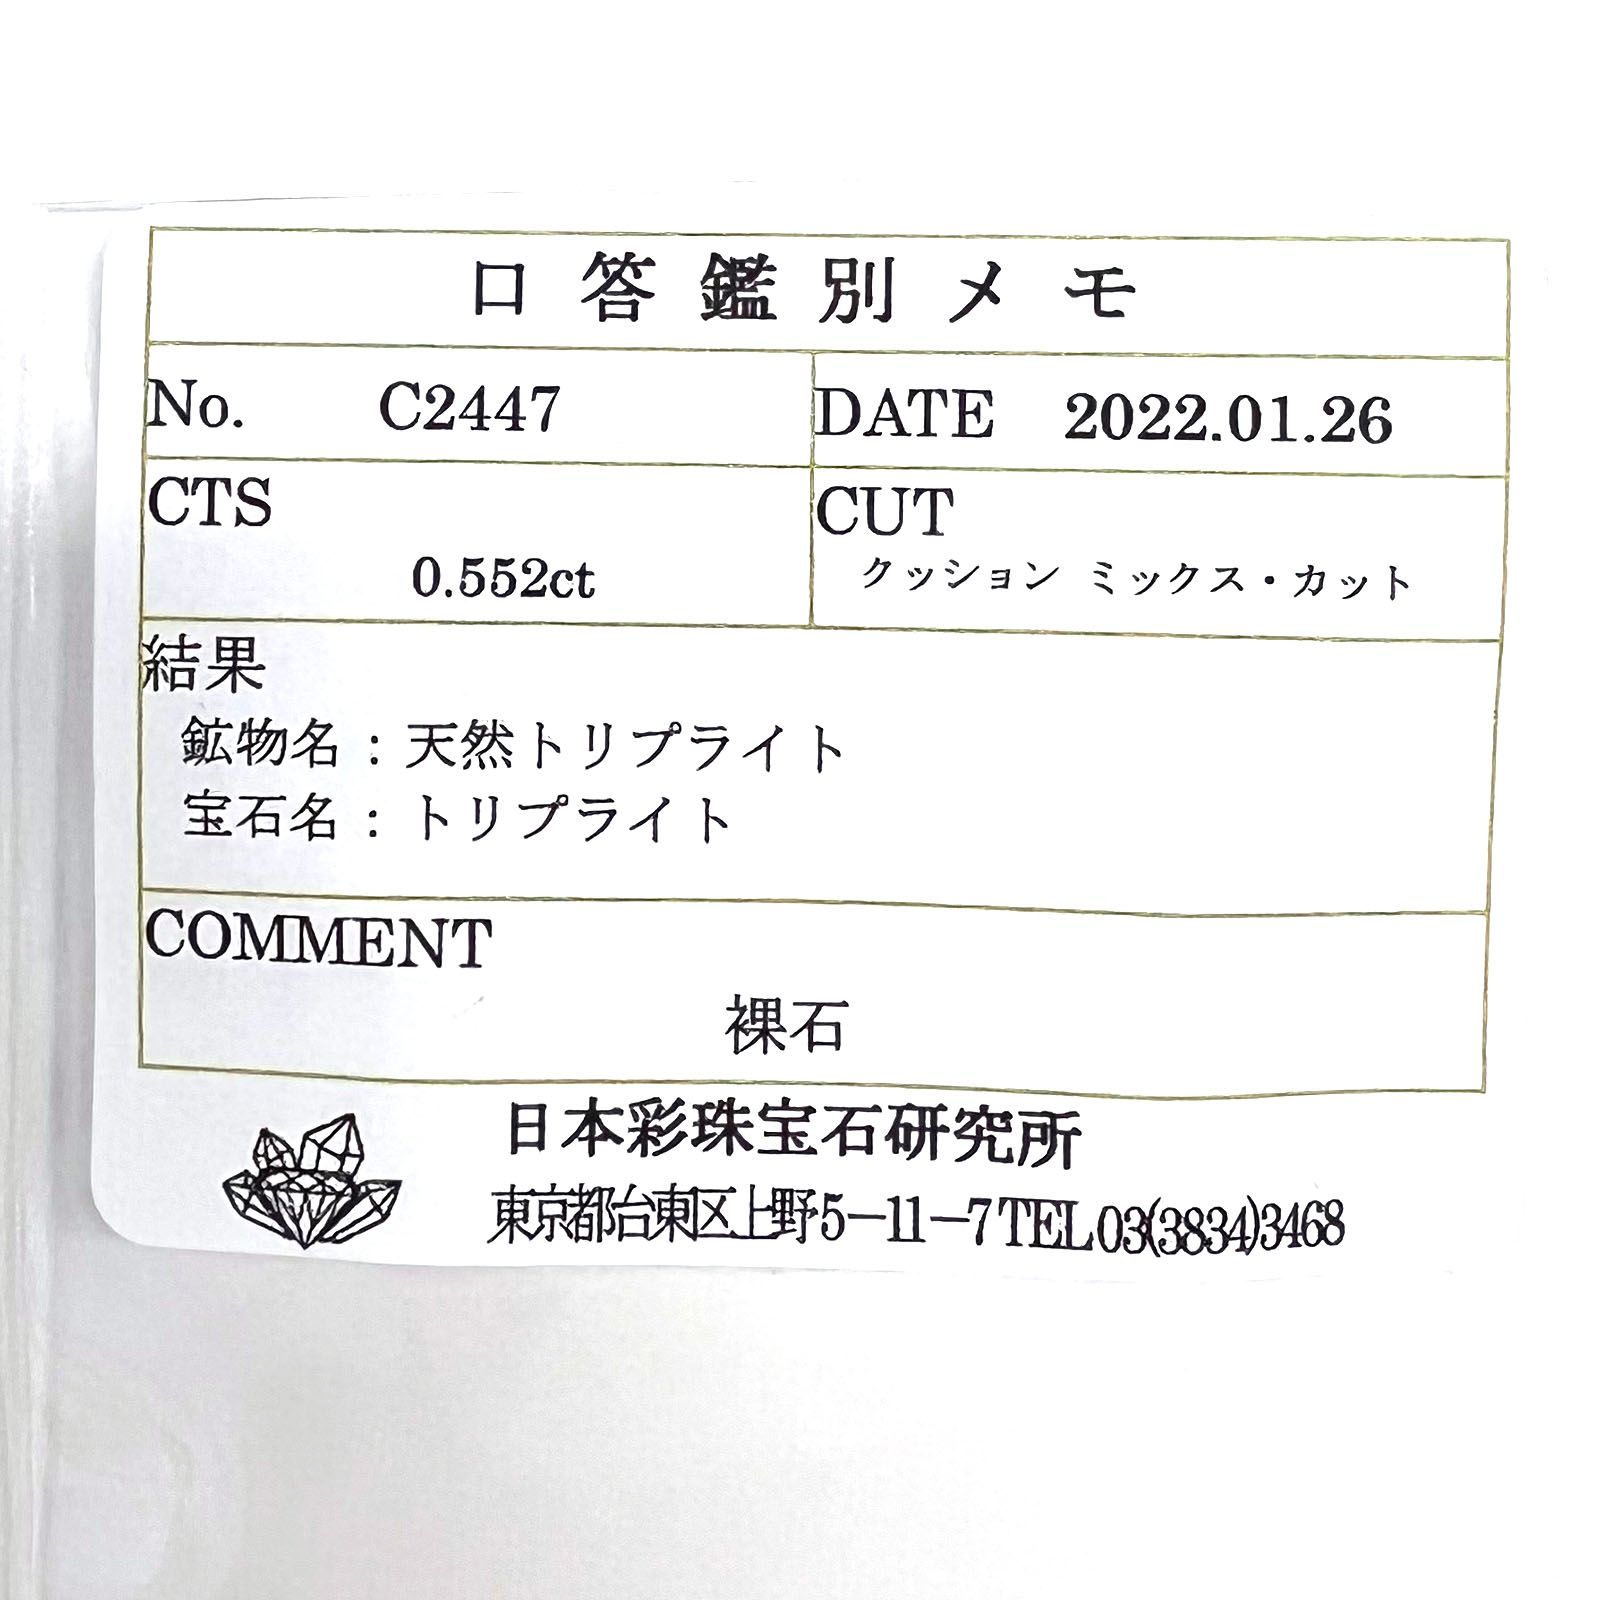 口答鑑別メモ
No. C2447 DATE 2022.01.26
CTS CUT
0.552ct クッション ミックス・カット
結果
鉱物名：天然トリプライト
宝石名：トリプライト
COMMENT
裸石
日本彩珠宝石研究所
東京都台東区上野5－11－7 TEL03(3834)3468